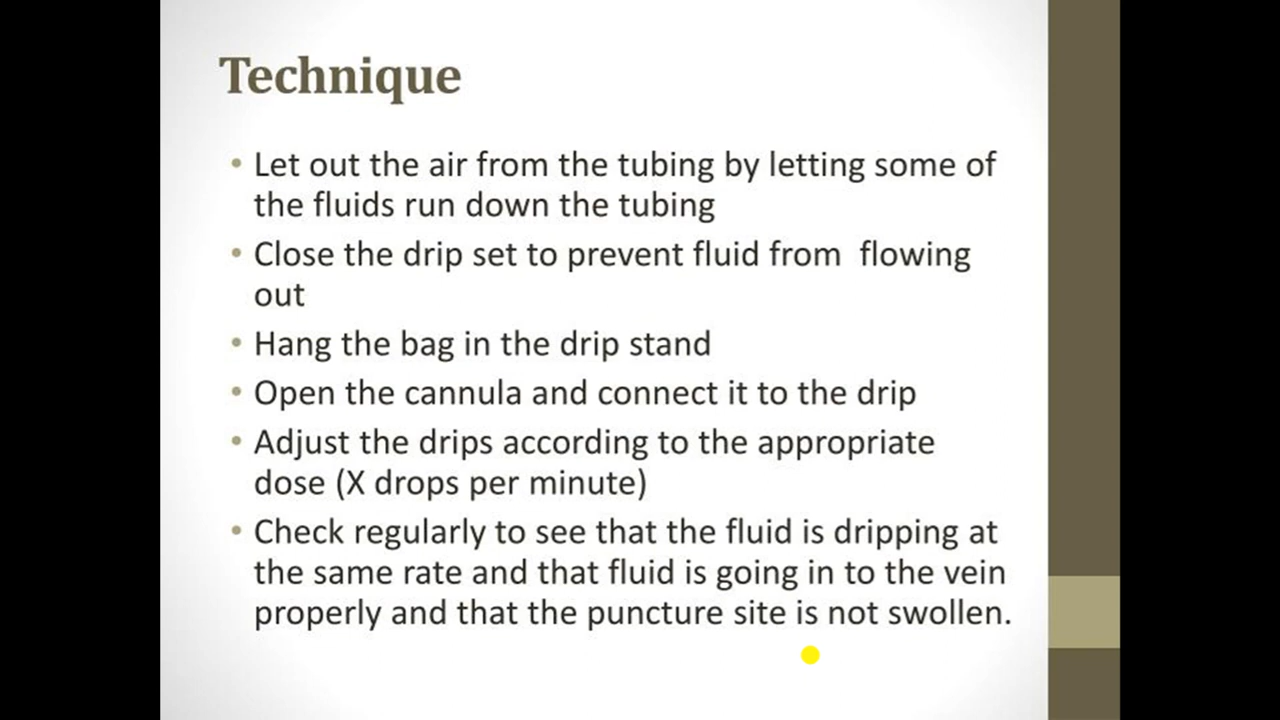 Technique
• Let out the air from the tubing by letting some of
the fluids run down the tubing
• Close the drip set to prevent fluid from  flowing
out
• Hang the bag in the drip stand
• Open the cannula and connect it to the drip
• Adjust the drips according to the appropriate
dose (X drops per minute)
• Check regularly to see that the fluid is dripping at
the same rate and that fluid is going in to the vein
properly and that the puncture site is not swollen.